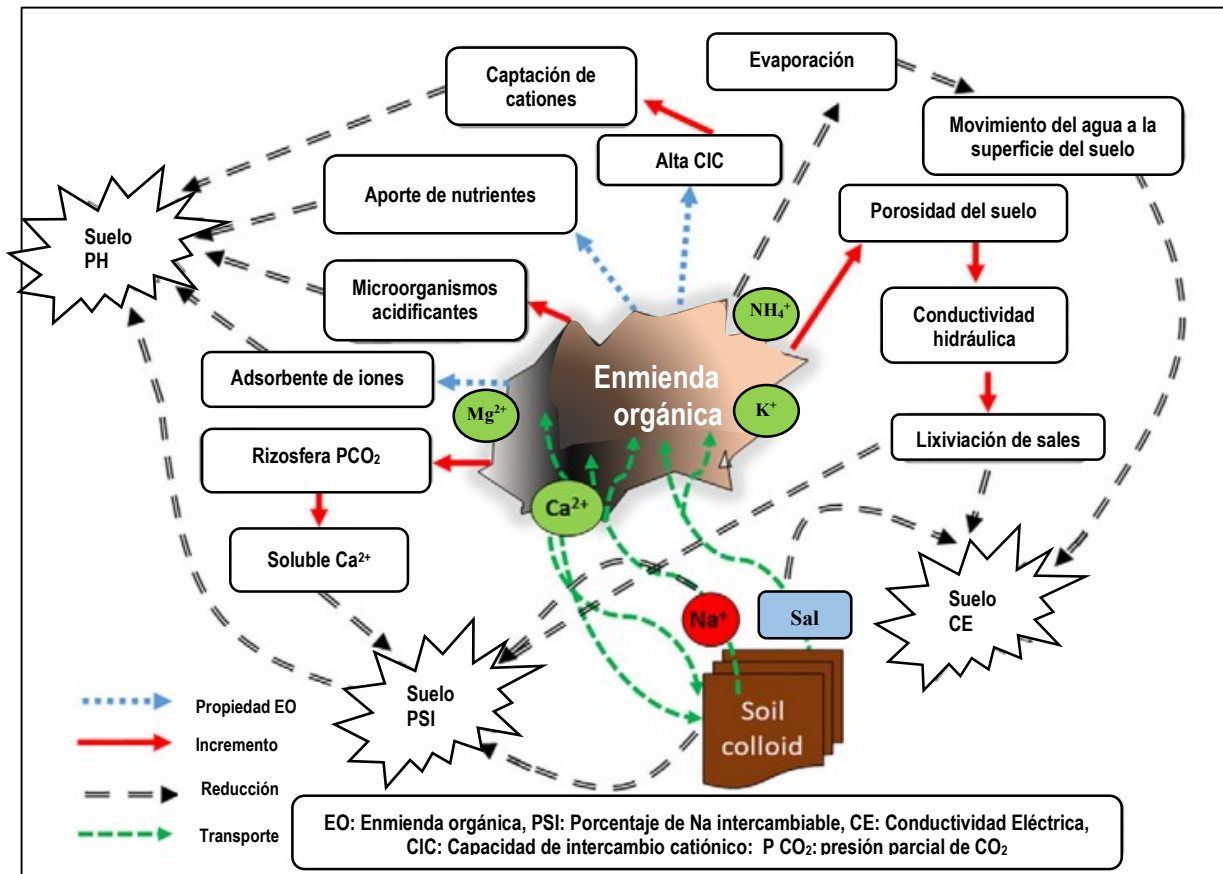 Evaporación
Captación de
cationes
Movimiento del agua a la
superficie del suelo
Alta CIC
Aporte de nutrientes
Porosidad del suelo
Suelo
PH
Microorganismos
acidificantes
NH₄⁺
Conductividad
hidráulica
Adsorbente de iones
Enmienda
orgánica
Mg²⁺
K⁺
Lixiviación de sales
Rizosfera PCO₂
Ca²⁺
Soluble Ca²⁺
Na⁺
Sal
Suelo
CE
Suelo
PSI
Soil
colloid
Propiedad EO
Incremento
Reducción
Transporte
EO: Enmienda orgánica, PSI: Porcentaje de Na intercambiable, CE: Conductividad Eléctrica,
CIC: Capacidad de intercambio catiónico: P CO₂: presión parcial de CO₂